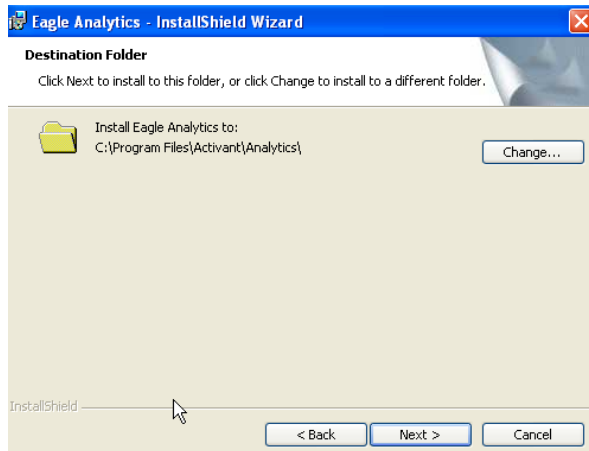 Eagle Analytics - InstallShield Wizard
Destination Folder
Click Next to install to this folder, or click Change to install to a different folder.
Install Eagle Analytics to:
C:\Program Files\Activant\Analytics\
Change...
InstallShield
< Back
Next >
Cancel